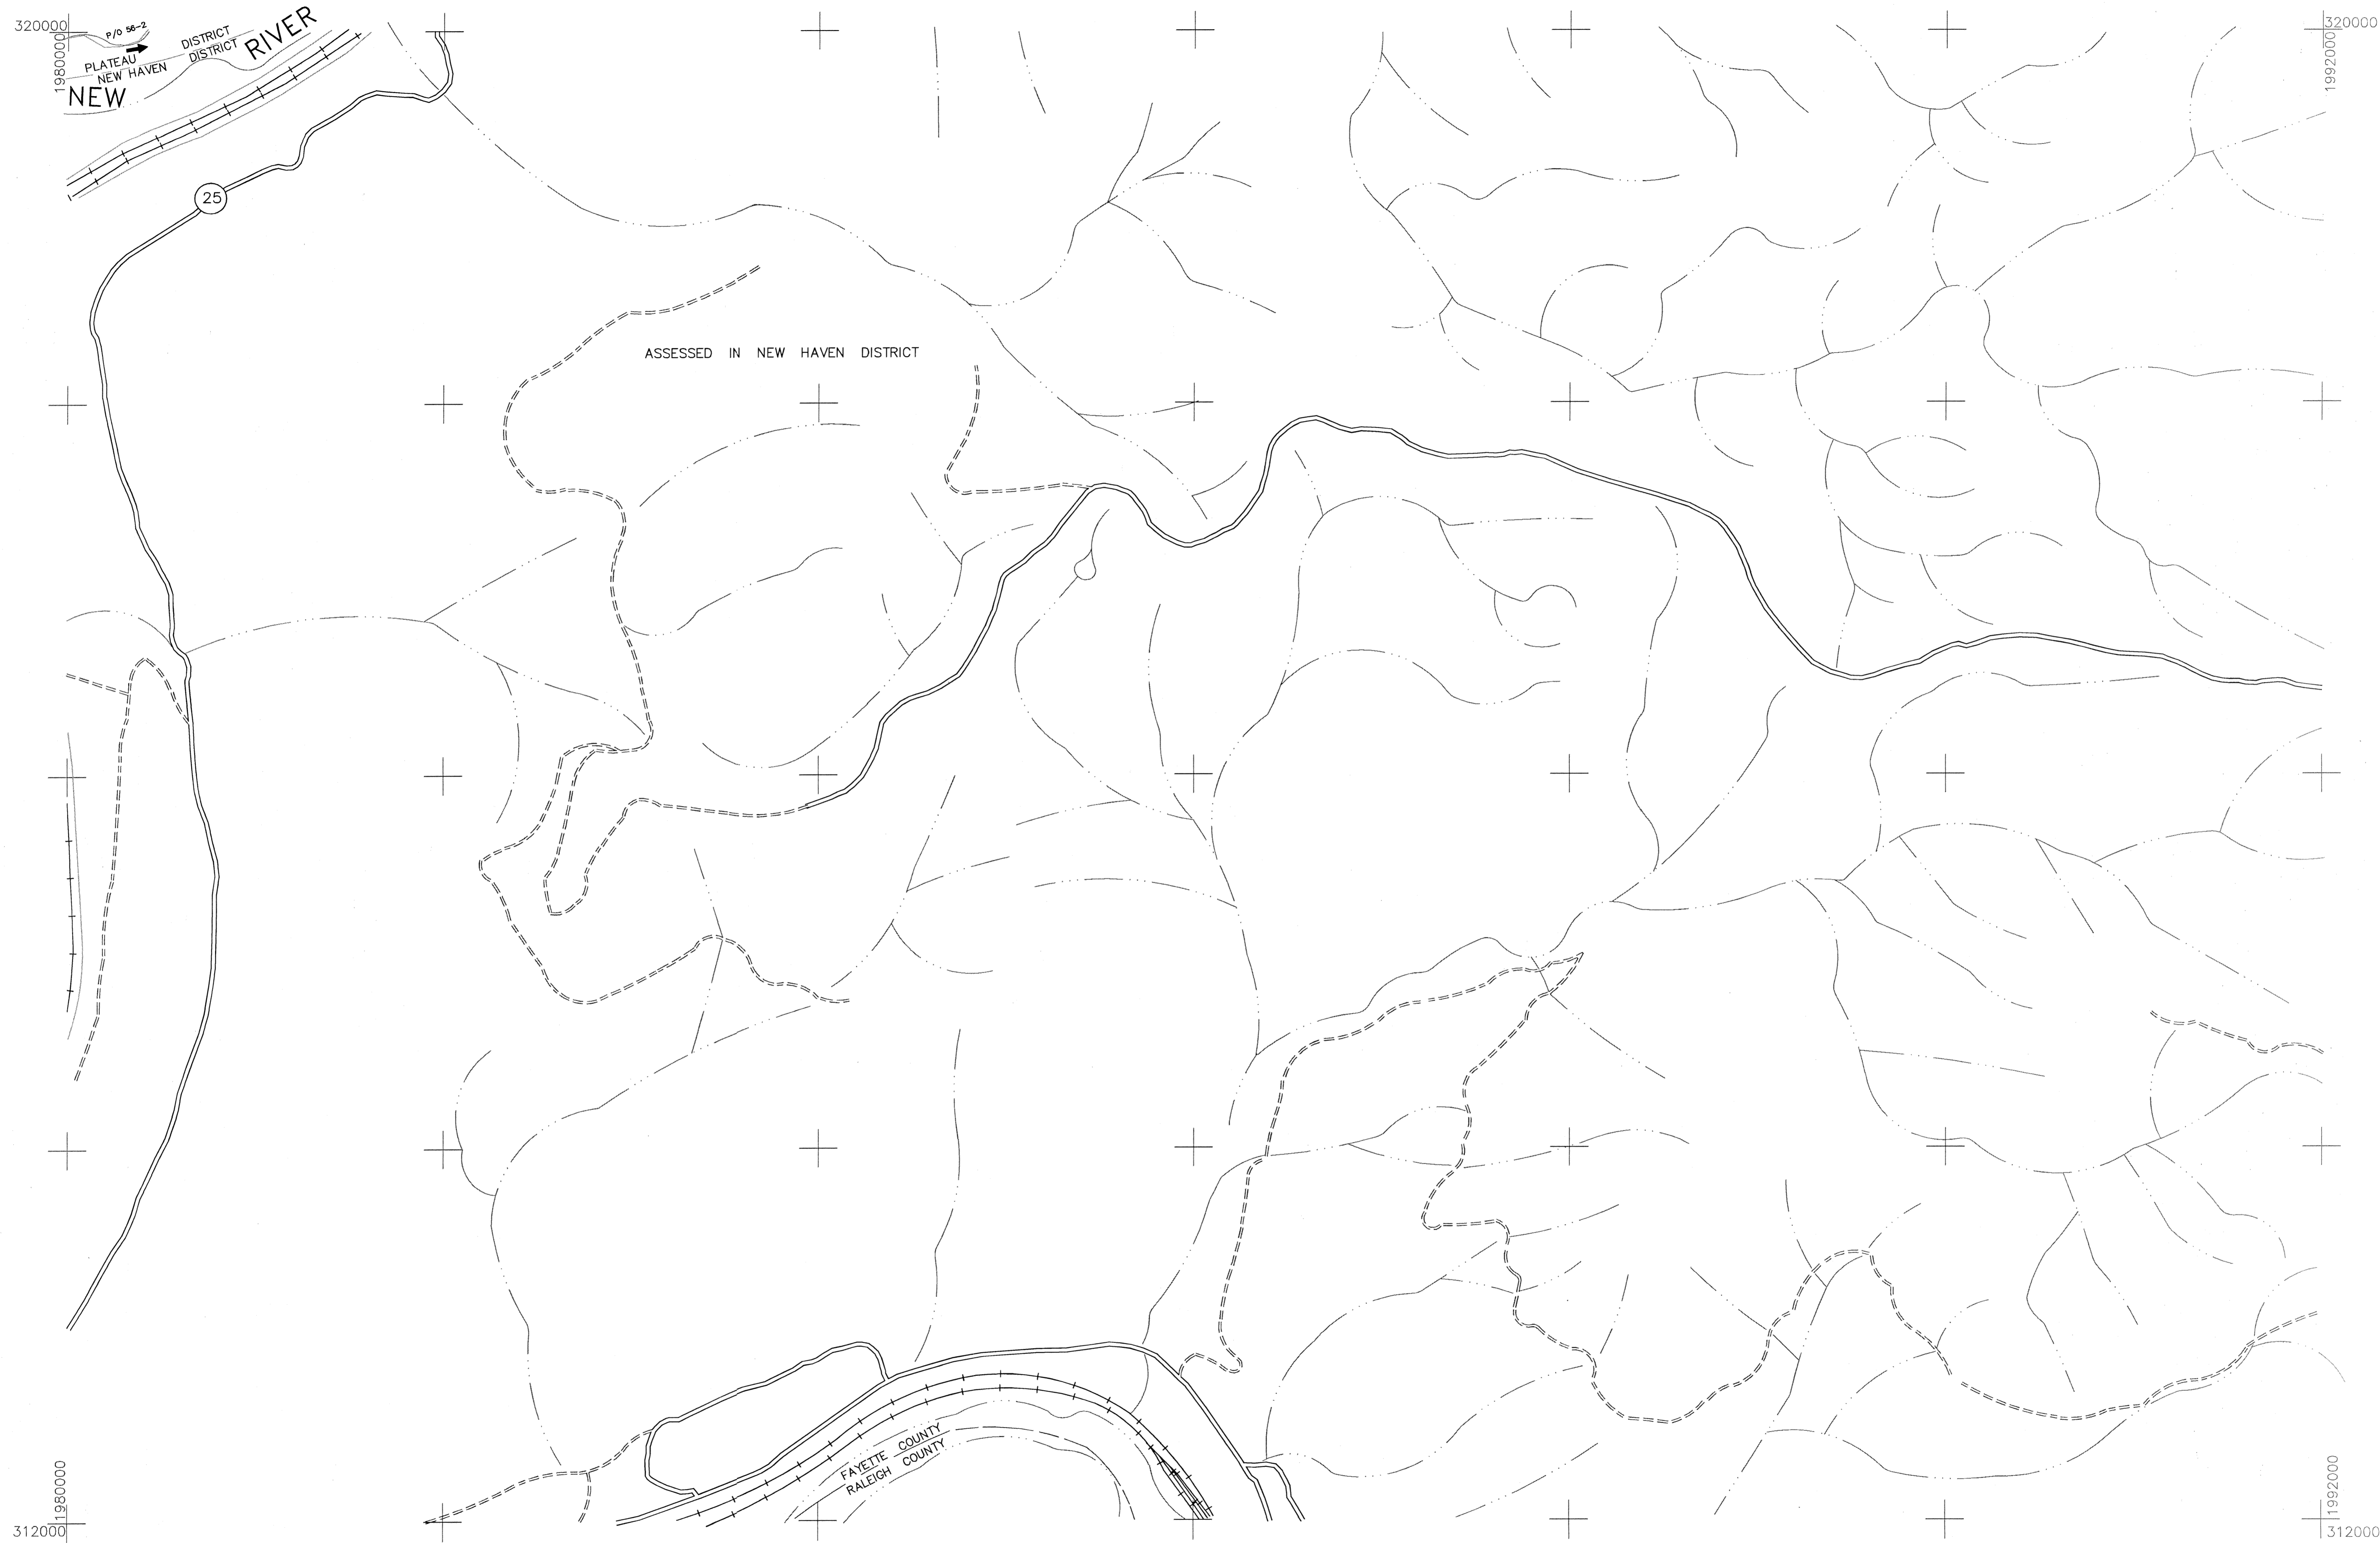 320000
1980000
P/O 56-2
DISTRICT
DISTRICT
PLATEAU
NEW HAVEN
NEW RIVER
1992000
320000
25
ASSESSED IN NEW HAVEN DISTRICT
FAYETTE COUNTY
RALEIGH COUNTY
1980000
312000
1992000
312000